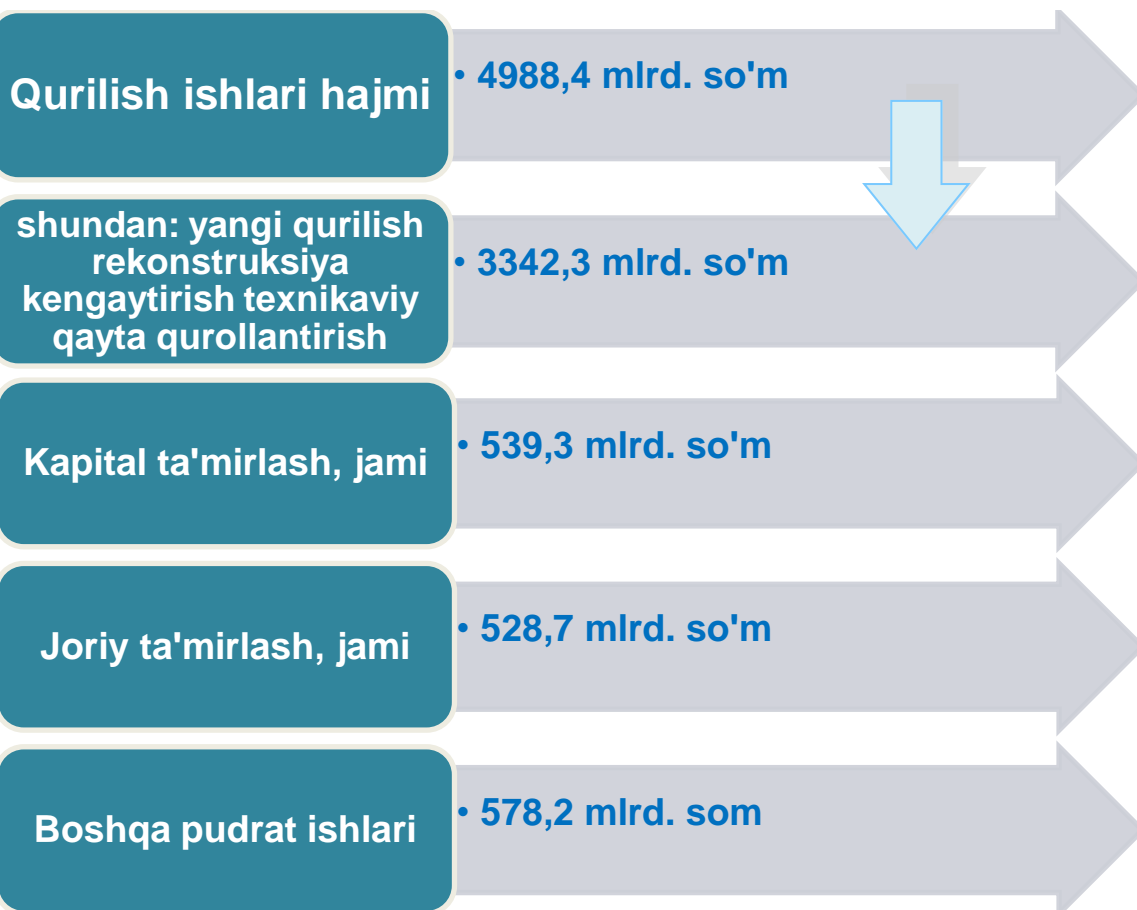 Qurilish ishlari hajmi
• 4988,4 mlrd. so'm
shundan: yangi qurilish
rekonstruksiya
kengaytirish texnikaviy
qayta qurollantirish
• 3342,3 mlrd. so'm
Kapital ta'mirlash, jami
• 539,3 mlrd. so'm
Joriy ta'mirlash, jami
• 528,7 mlrd. so'm
Boshqa pudrat ishlari
• 578,2 mlrd. som